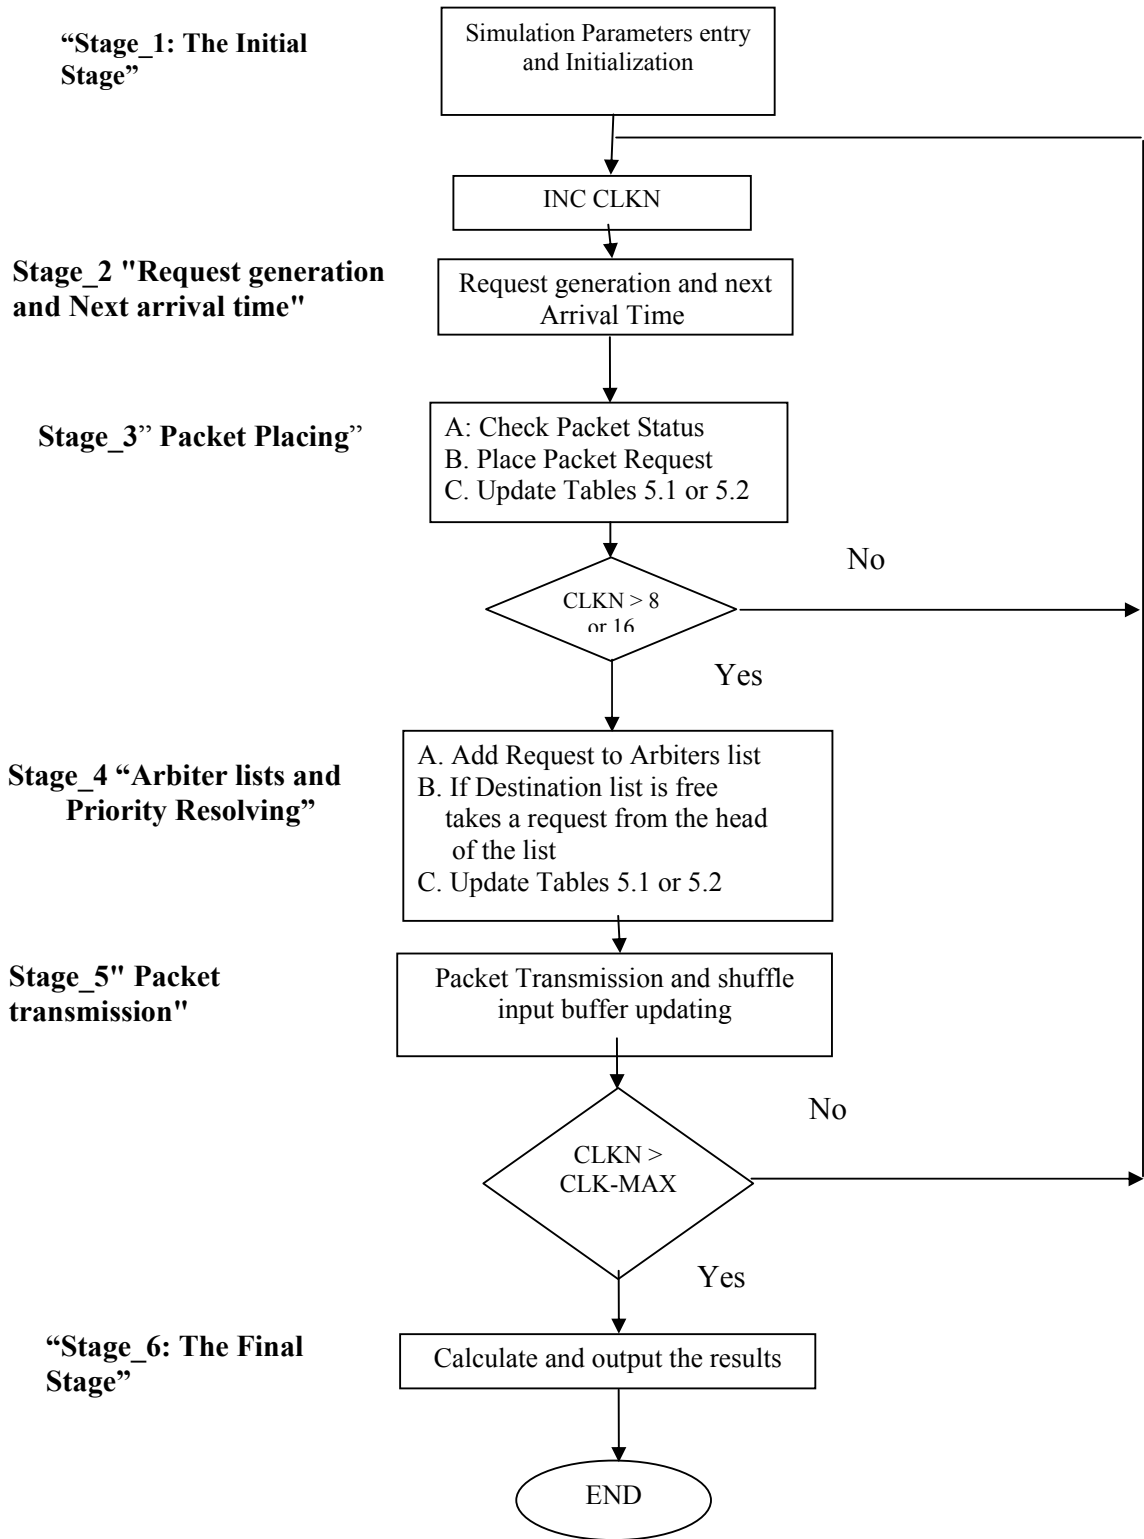 “Stage_1: The Initial
Stage”
Simulation Parameters entry
and Initialization
INC CLKN
Stage_2 "Request generation
and Next arrival time"
Request generation and next
Arrival Time
Stage_3” Packet Placing”
A: Check Packet Status
B. Place Packet Request
C. Update Tables 5.1 or 5.2
No
CLKN > 8
or 16
Yes
Stage_4 “Arbiter lists and
Priority Resolving”
A. Add Request to Arbiters list
B. If Destination list is free
takes a request from the head
of the list
C. Update Tables 5.1 or 5.2
Stage_5" Packet
transmission"
Packet Transmission and shuffle
input buffer updating
No
CLKN >
CLK-MAX
Yes
“Stage_6: The Final
Stage”
Calculate and output the results
END